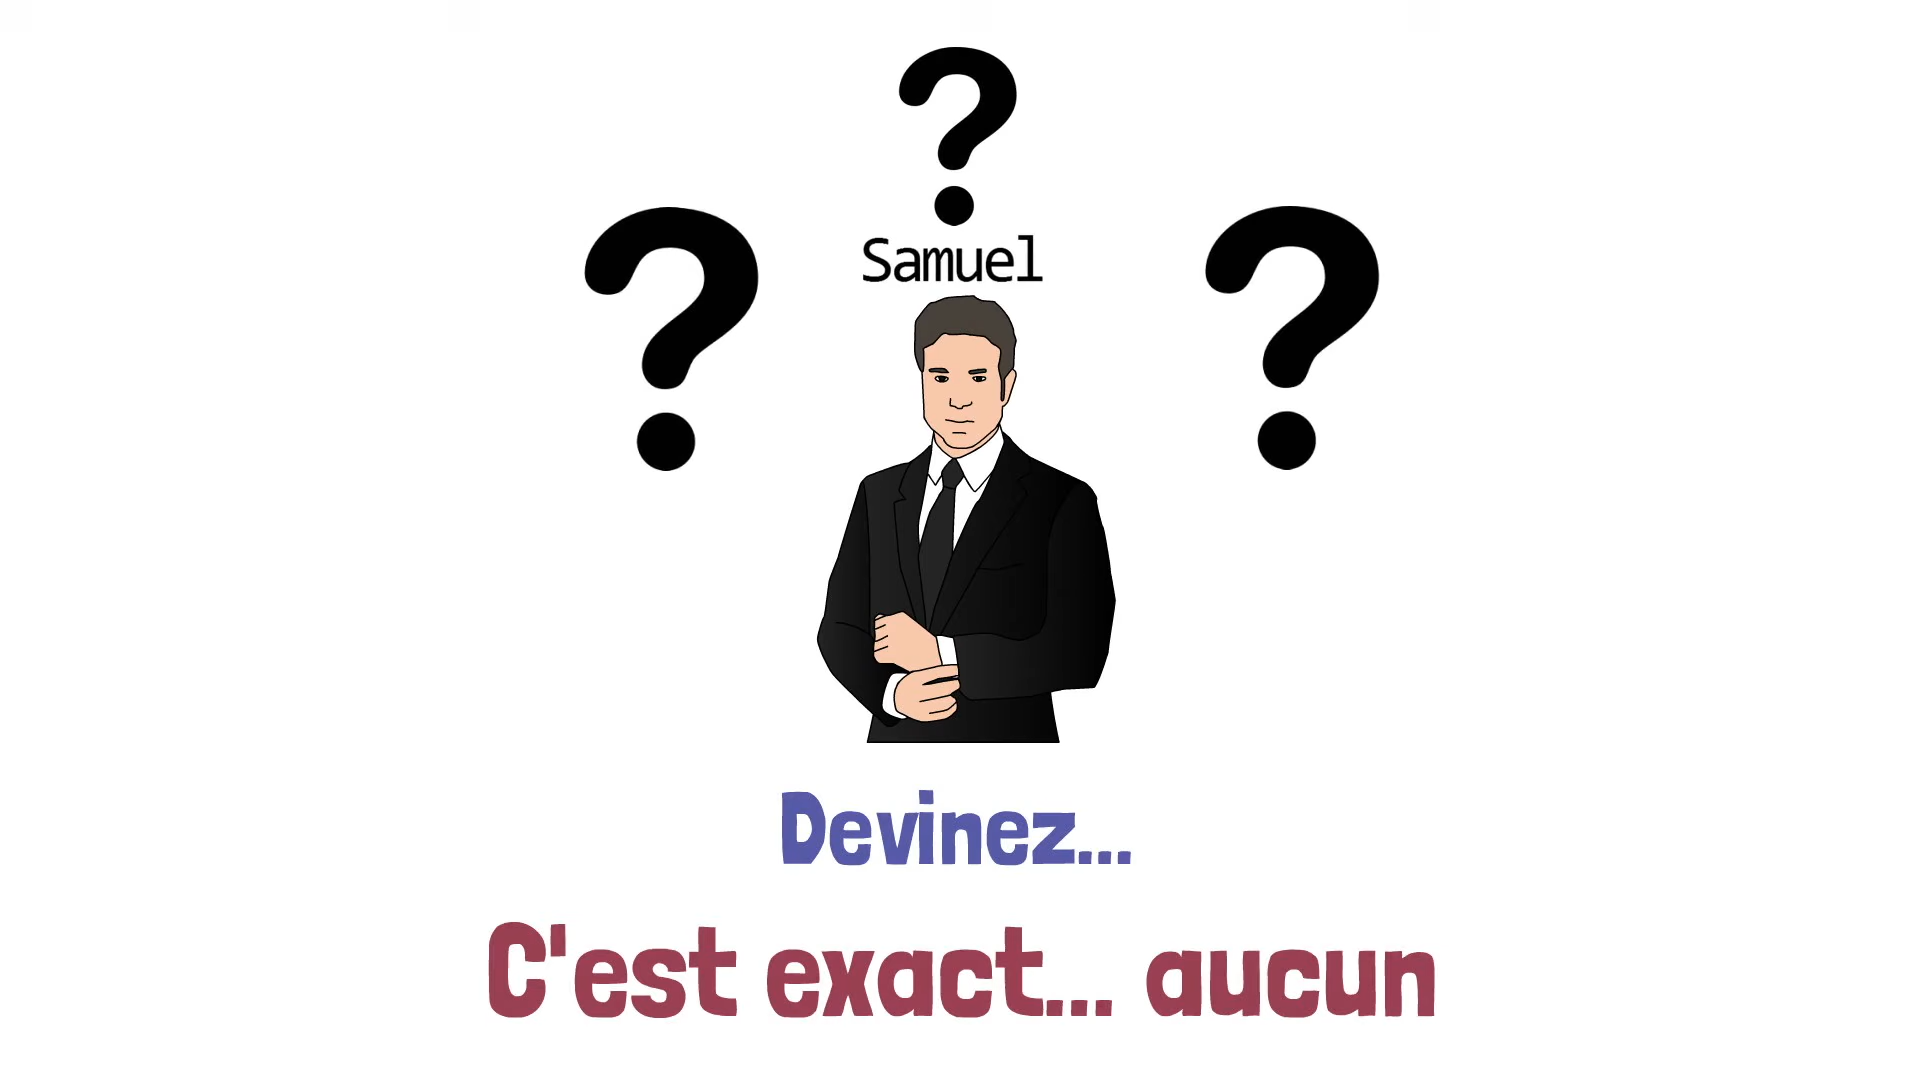 ?
Samuel
? ?
Devinez...
C'est exact... aucun